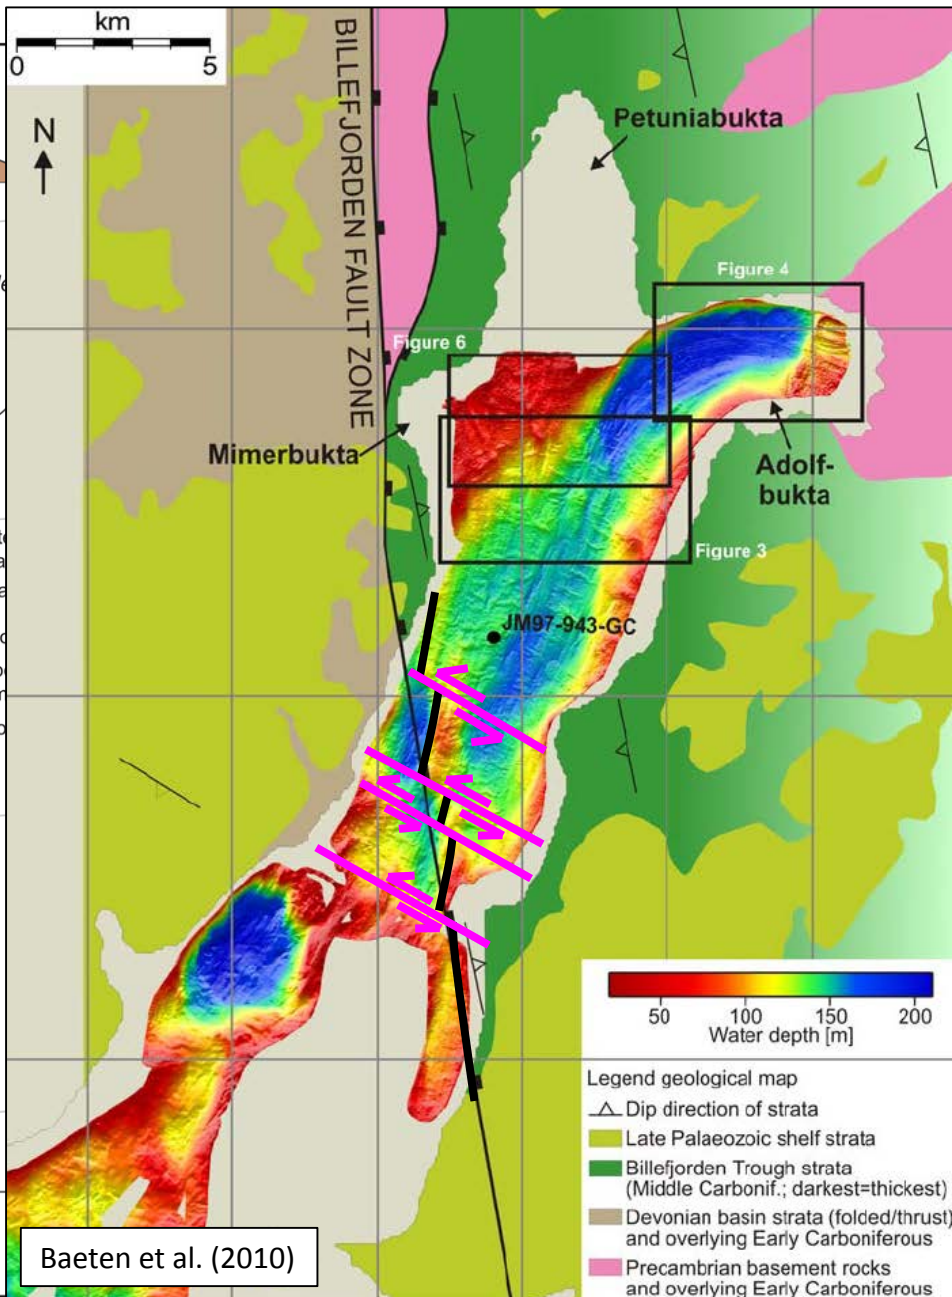 km
0 5
N
BILLEFJORDEN FAULT ZONE
Petuniabukta
Figure 4
Figure 6
Mimerbukta
Adolf-
bukta
Figure 3
JM97-943-GC
50 100 150 200
Water depth [m]
Legend geological map
Dip direction of strata
Late Palaeozoic shelf strata
Billefjorden Trough strata
(Middle Carbonif.; darkest=thickest)
Devonian basin strata (folded/thrust)
and overlying Early Carboniferous
Precambrian basement rocks
and overlying Early Carboniferous
Baeten et al. (2010)